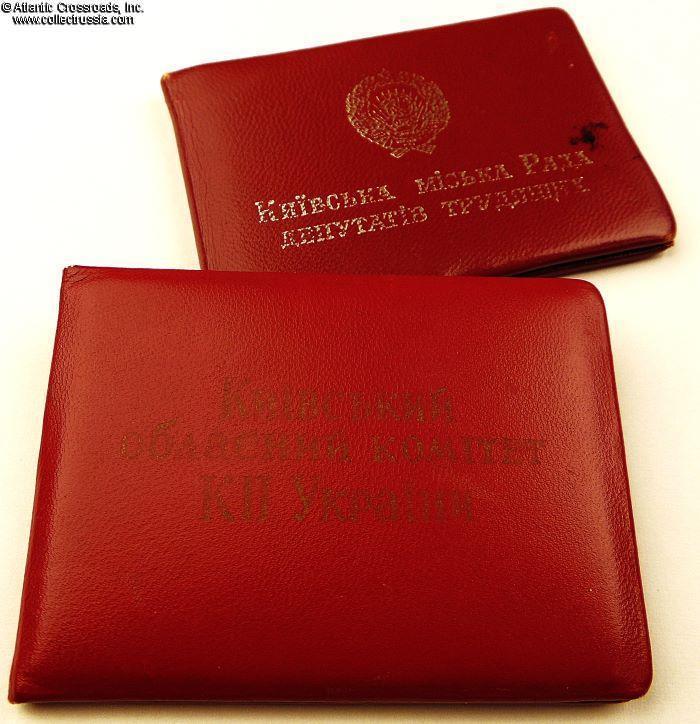 © Atlantic Crossroads, Inc.
www.collectrussia.com
Київська міська Рада
депутатів трудящих
Київський
обласний комітет
КП України